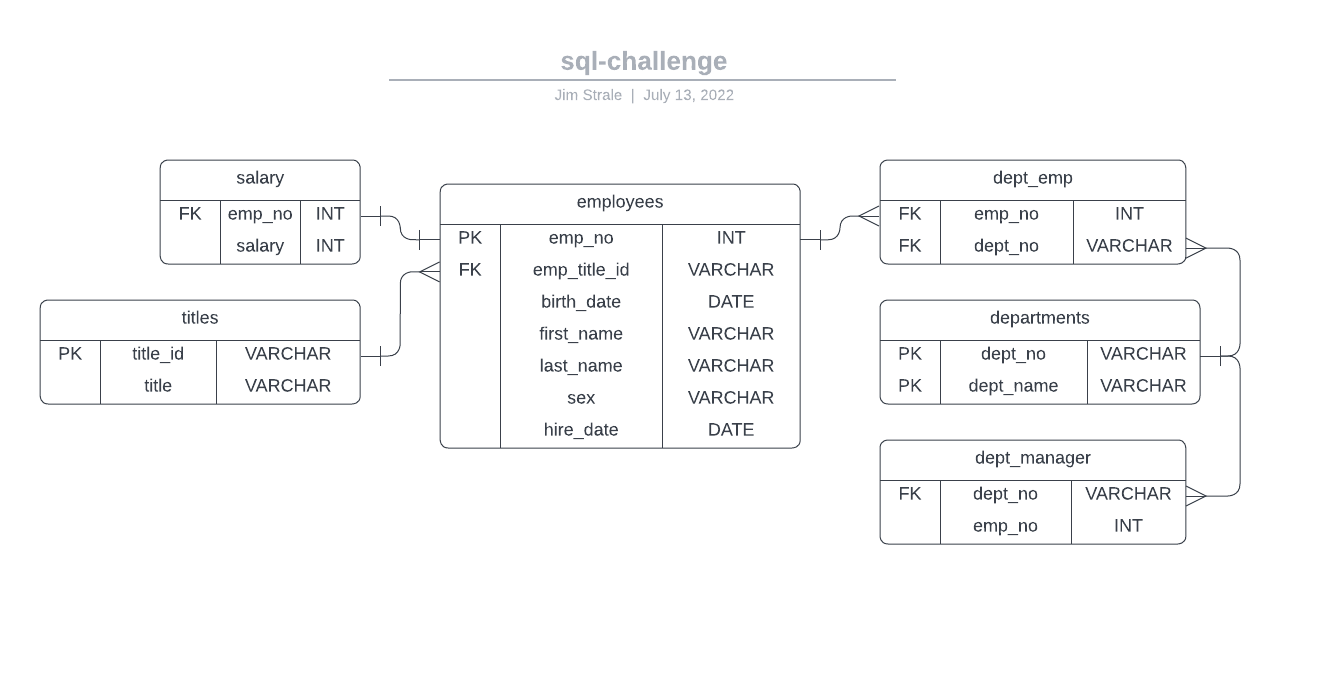 sql-challenge
Jim Strale | July 13, 2022
salary
FK emp_no INT
salary INT
titles
PK title_id VARCHAR
title VARCHAR
employees
PK emp_no INT
FK emp_title_id VARCHAR
birth_date DATE
first_name VARCHAR
last_name VARCHAR
sex VARCHAR
hire_date DATE
dept_emp
FK emp_no INT
FK dept_no VARCHAR
departments
PK dept_no VARCHAR
PK dept_name VARCHAR
dept_manager
FK dept_no VARCHAR
emp_no INT